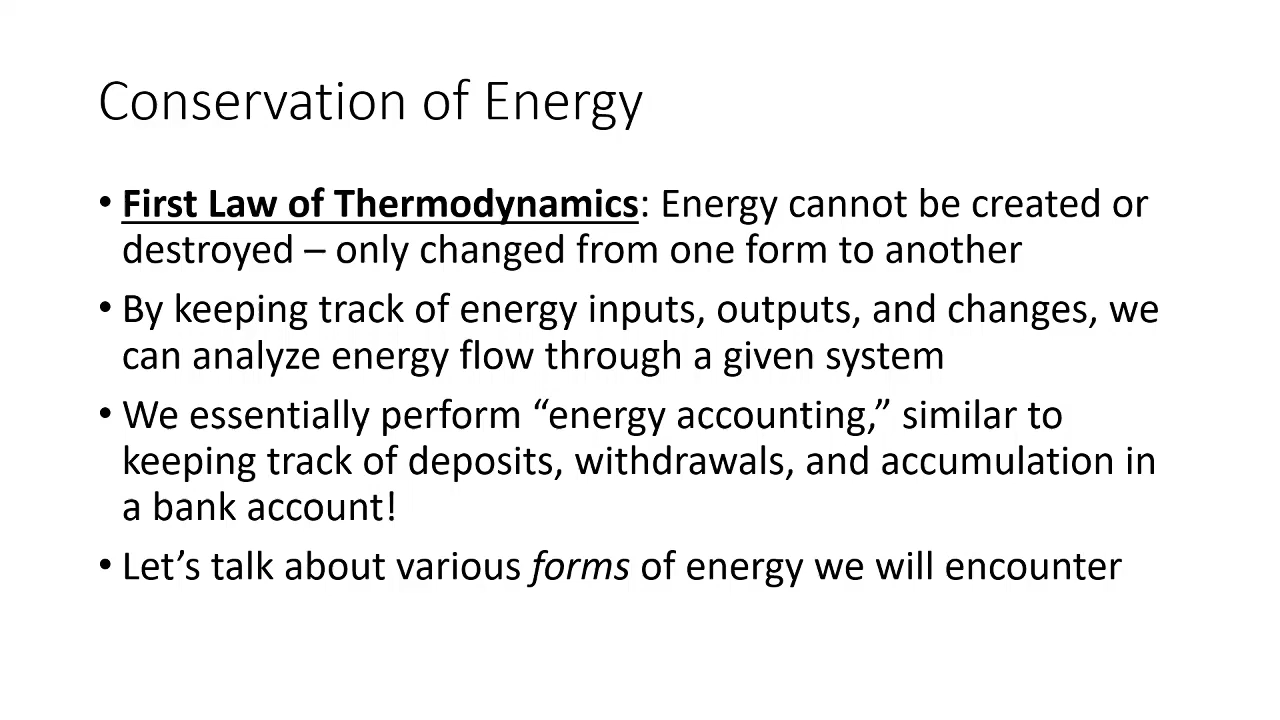 Conservation of Energy
• First Law of Thermodynamics: Energy cannot be created or
destroyed – only changed from one form to another
• By keeping track of energy inputs, outputs, and changes, we
can analyze energy flow through a given system
• We essentially perform “energy accounting,” similar to
keeping track of deposits, withdrawals, and accumulation in
a bank account!
• Let’s talk about various forms of energy we will encounter